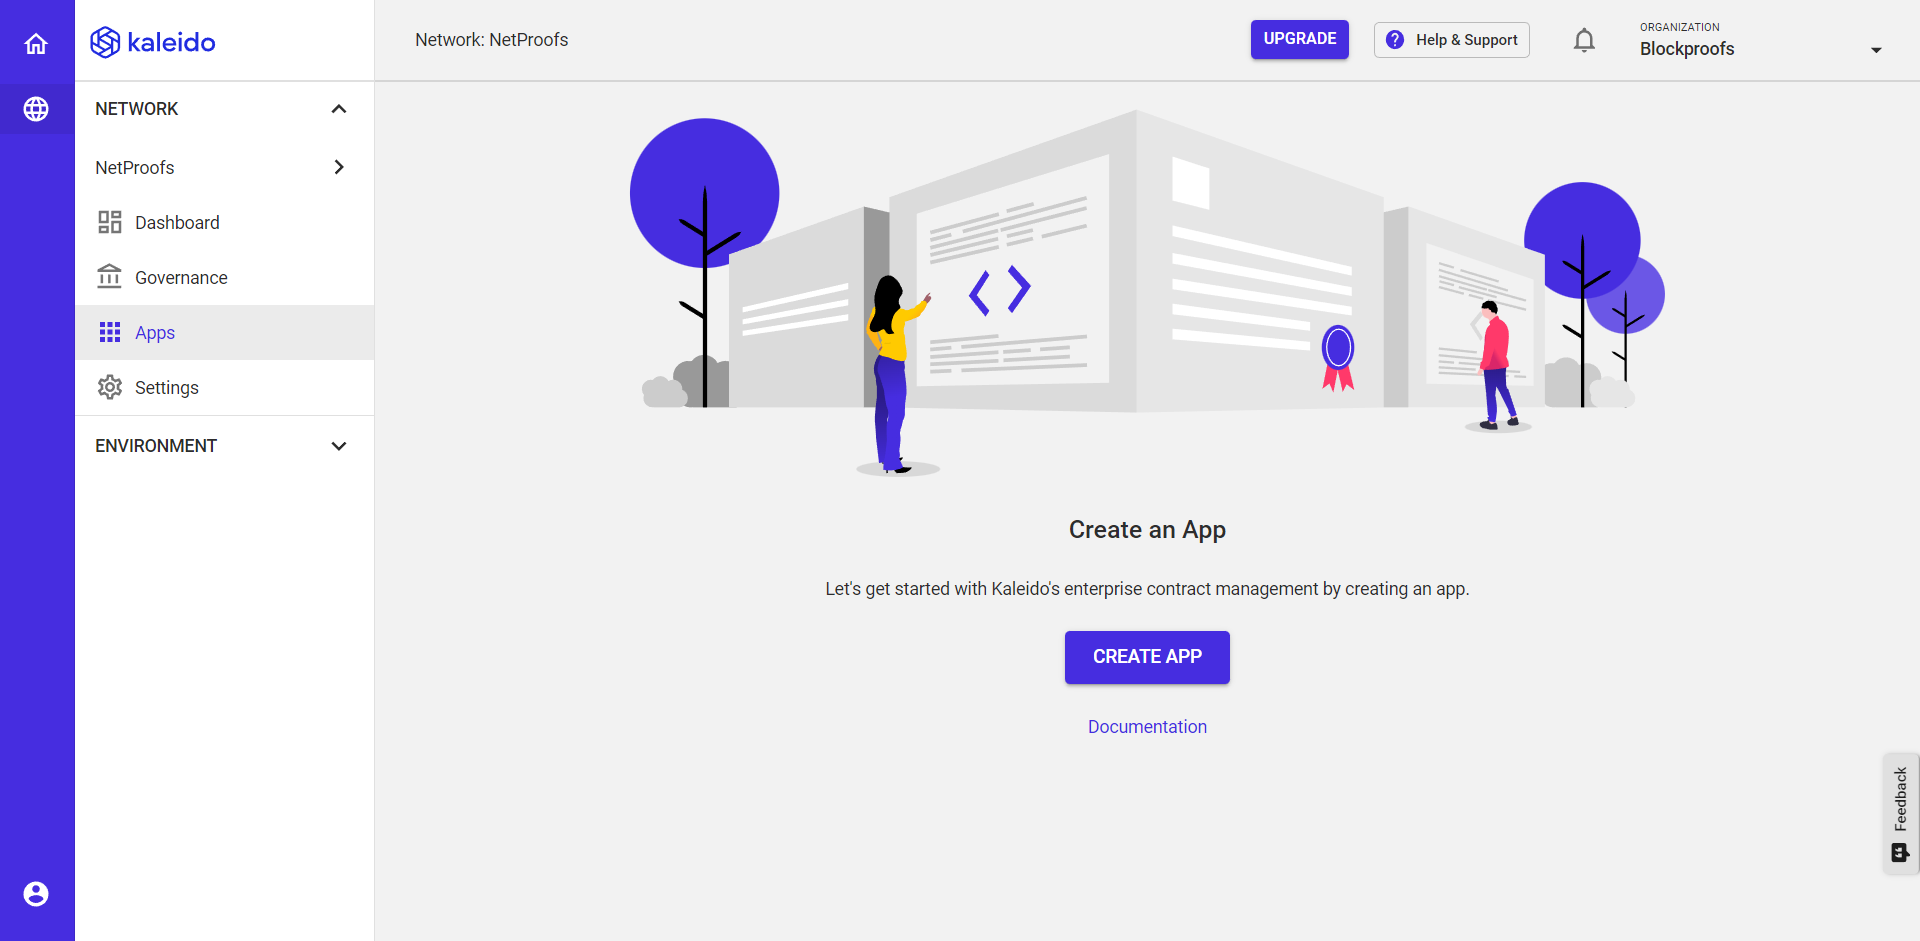 kaleido
Network: NetProofs
UPGRADE
Help & Support
ORGANIZATION
Blockproofs
NETWORK
NetProofs
Dashboard
Governance
Apps
Settings
ENVIRONMENT
Create an App
Let's get started with Kaleido's enterprise contract management by creating an app.
CREATE APP
Documentation
Feedback